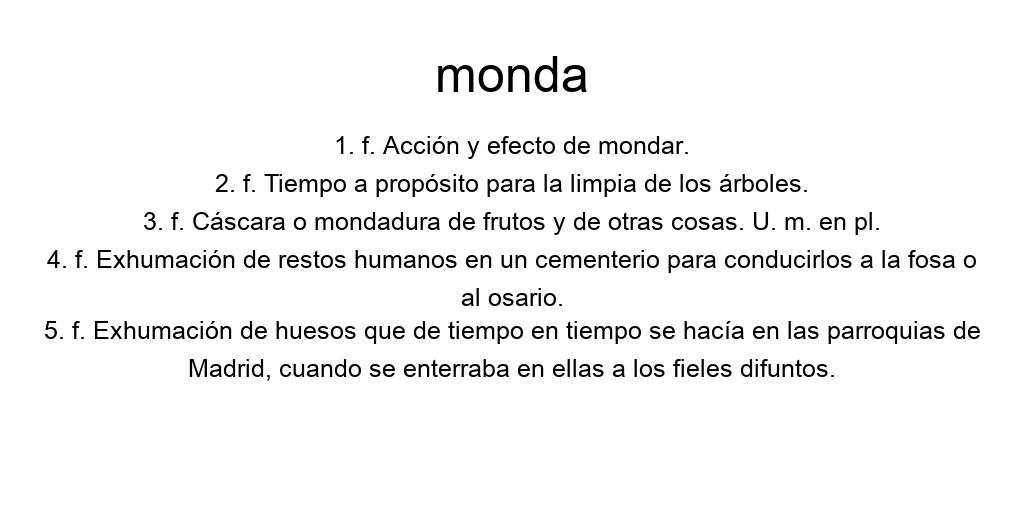 monda
1. f. Acción y efecto de mondar.
2. f. Tiempo a propósito para la limpia de los árboles.
3. f. Cáscara o mondadura de frutos y de otras cosas. U. m. en pl.
4. f. Exhumación de restos humanos en un cementerio para conducirlos a la fosa o
al osario.
5. f. Exhumación de huesos que de tiempo en tiempo se hacía en las parroquias de
Madrid, cuando se enterraba en ellas a los fieles difuntos.